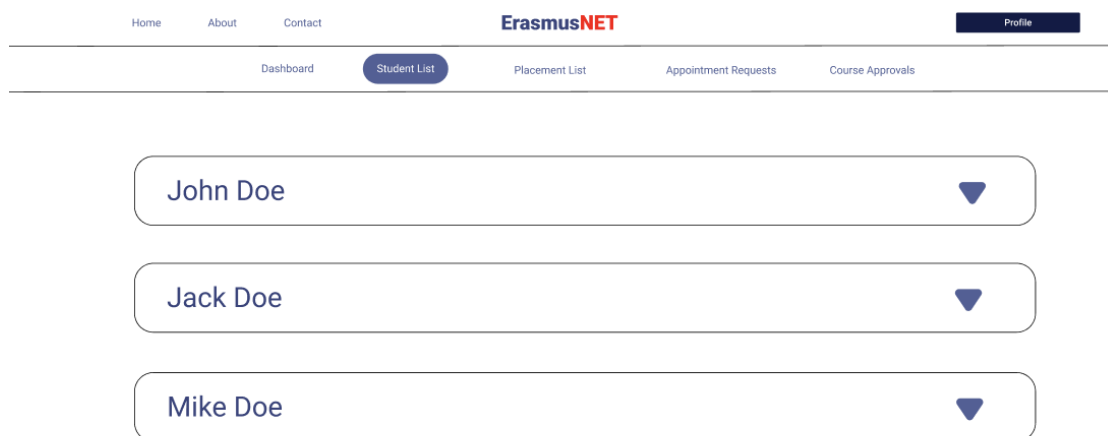 Home About Contact ErasmusNET Profile
Dashboard Student List Placement List Appointment Requests Course Approvals
John Doe
Jack Doe
Mike Doe